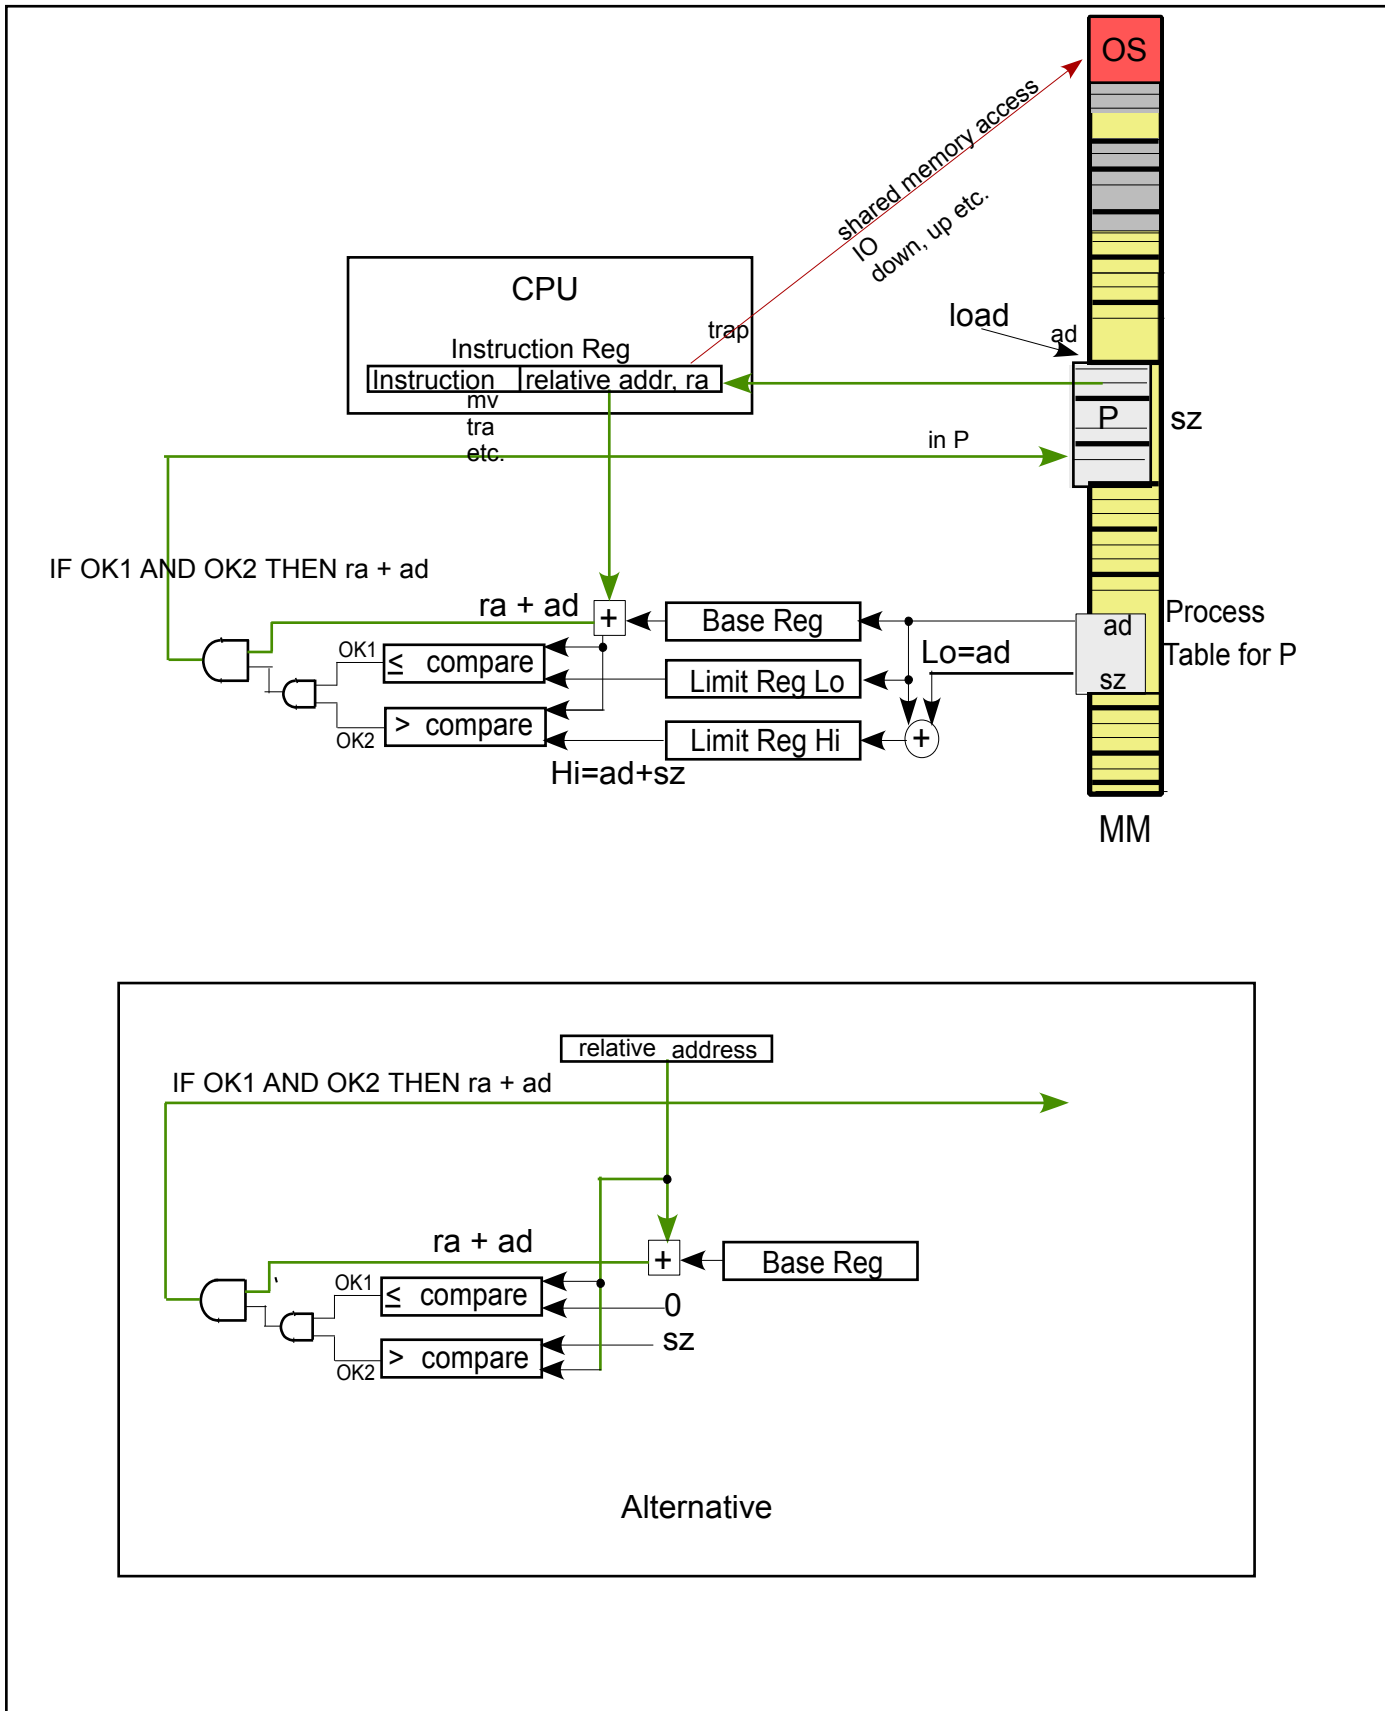 OS
shared memory access
IO
down, up etc.
CPU
load
trap
ad
Instruction Reg
Instruction
relative addr, ra
mv
tra
etc.
P
sz
in P
IF OK1 AND OK2 THEN ra + ad
ra + ad
+
Base Reg
ad
Process
Lo=ad
Table for P
OK1
≤ compare
Limit Reg Lo
sz
> compare
OK2
Limit Reg Hi
+
Hi=ad+sz
MM
relative address
IF OK1 AND OK2 THEN ra + ad
ra + ad
+
Base Reg
OK1
≤ compare
0
sz
> compare
OK2
Alternative